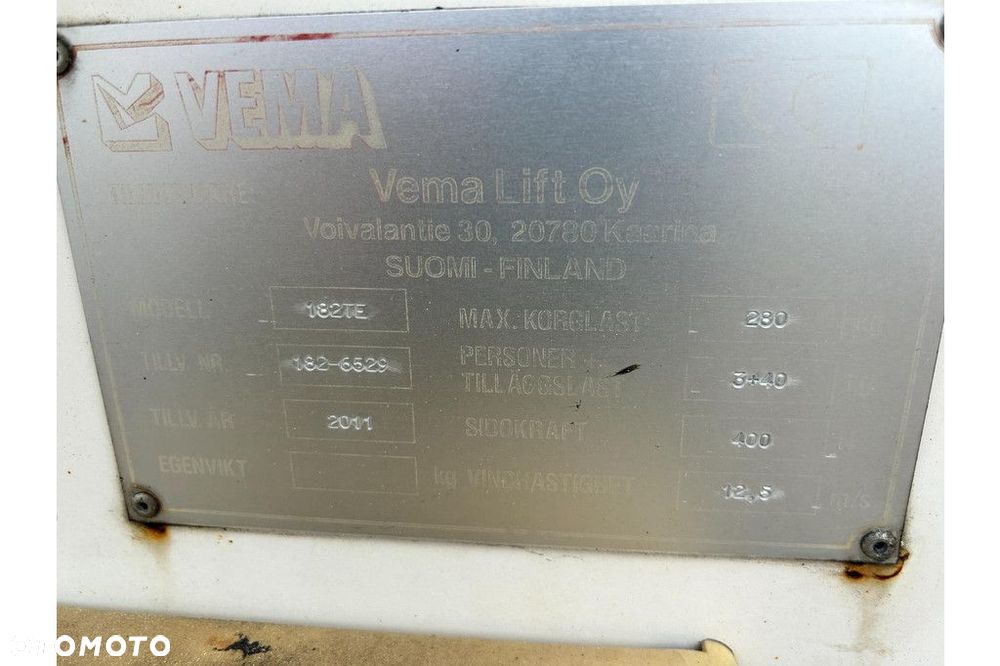 VEMA
TILLVERKARE:
Vema Lift Oy
Voivalantie 30, 20780 Kaarina
SUOMI - FINLAND
MODELL 182TE MAX. KORGLAST 280
TILLV. NR. 182-6529 PERSONER +
TILLÄGGSLAST 3+40
TILLV. ÅR 2011 SIDOKRAFT 400
EGENVIKT kg VINDHASTIGHET 12,5 m/s
OTOMOTO